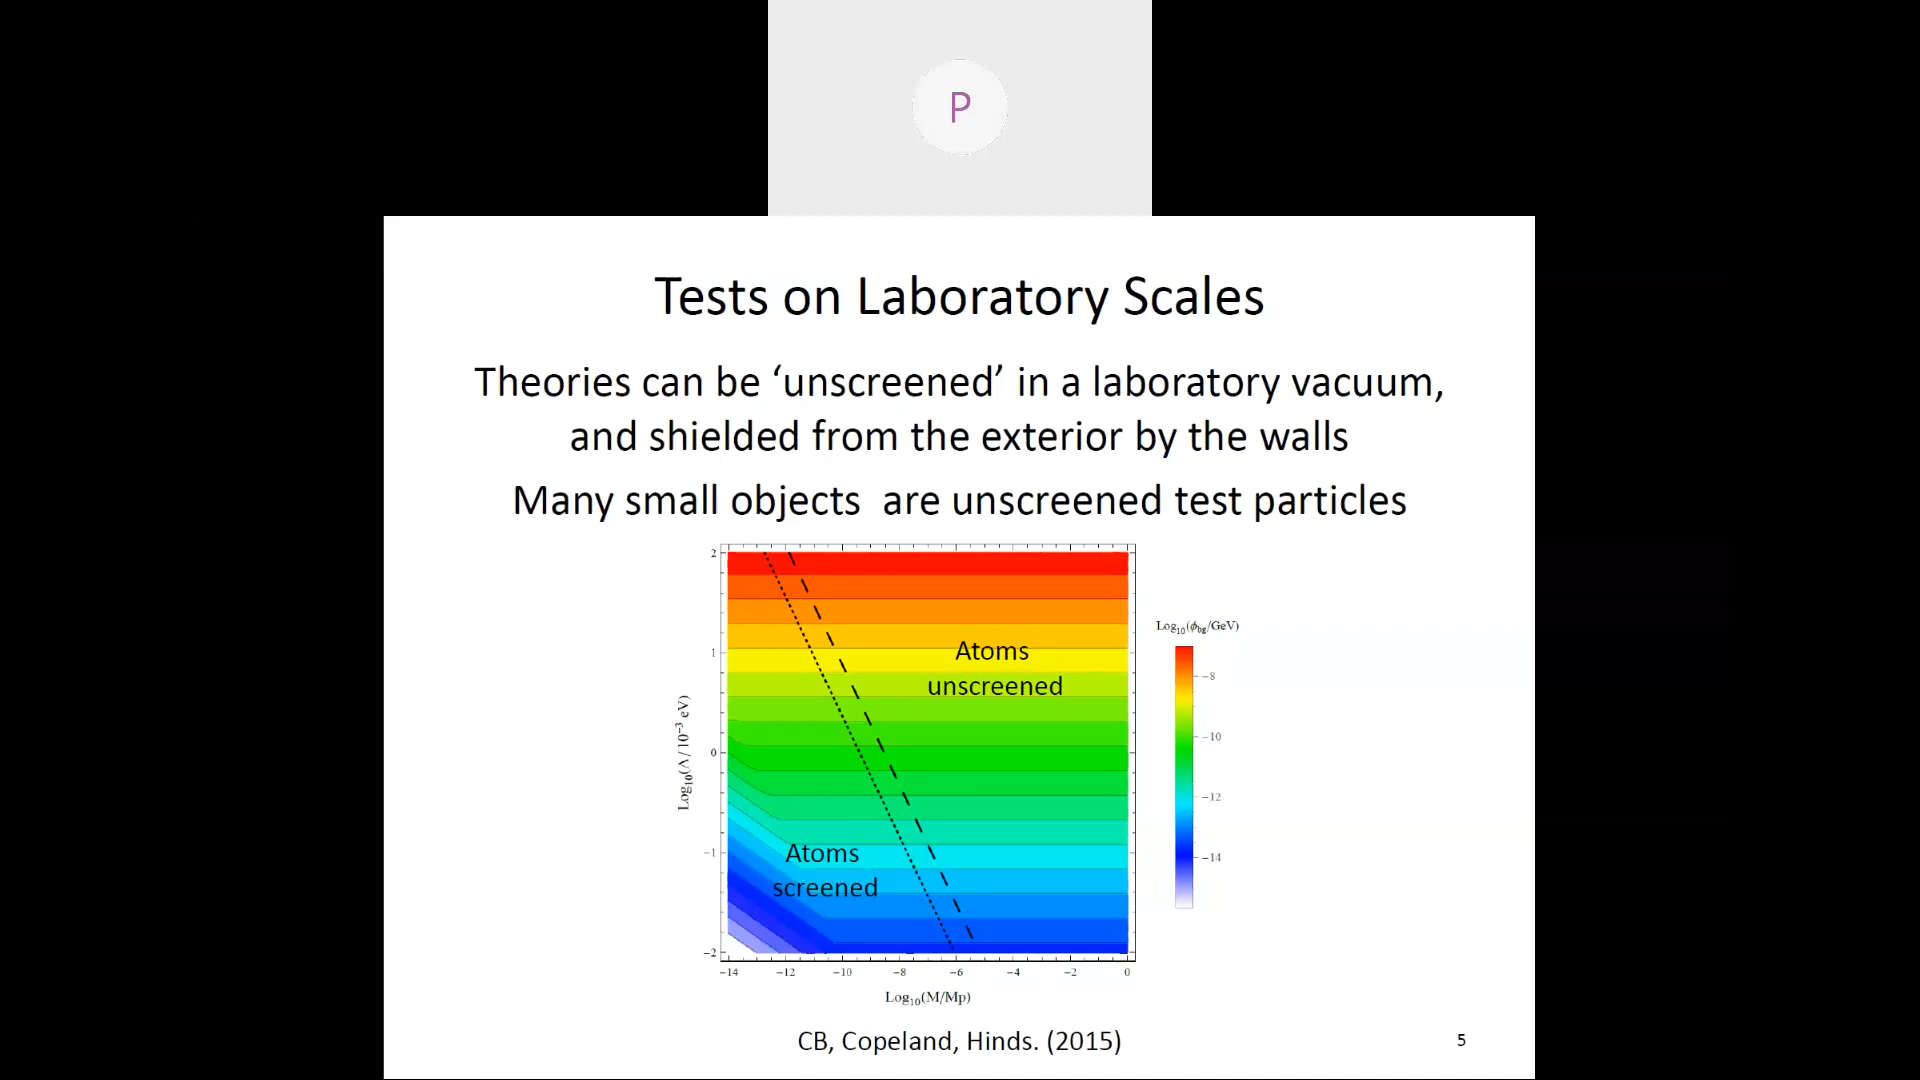 P
Tests on Laboratory Scales
Theories can be ‘unscreened’ in a laboratory vacuum,
and shielded from the exterior by the walls
Many small objects  are unscreened test particles
2
1
0
−1
−2
Log₁₀(Λ/10⁻³ eV)
Atoms
unscreened
Atoms
screened
−14
−12
−10
−8
−6
−4
−2
0
Log₁₀(M/Mp)
Log₁₀(ϕbg/GeV)
−8
−10
−12
−14
CB, Copeland, Hinds. (2015)
5